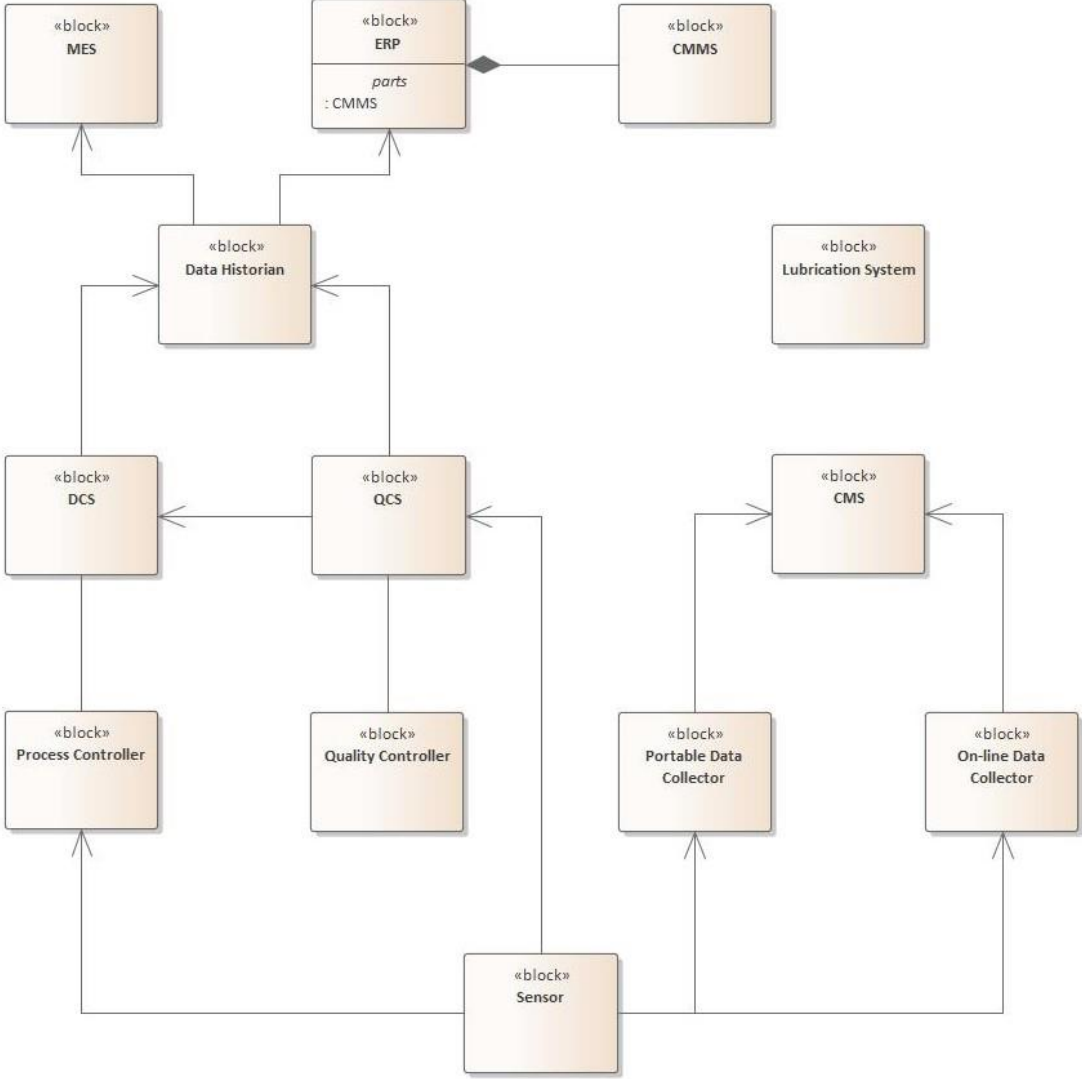 «block»
MES
«block»
ERP
parts
: CMMS
«block»
CMMS
«block»
Data Historian
«block»
Lubrication System
«block»
DCS
«block»
QCS
«block»
CMS
«block»
Process Controller
«block»
Quality Controller
«block»
Portable Data
Collector
«block»
On-line Data
Collector
«block»
Sensor